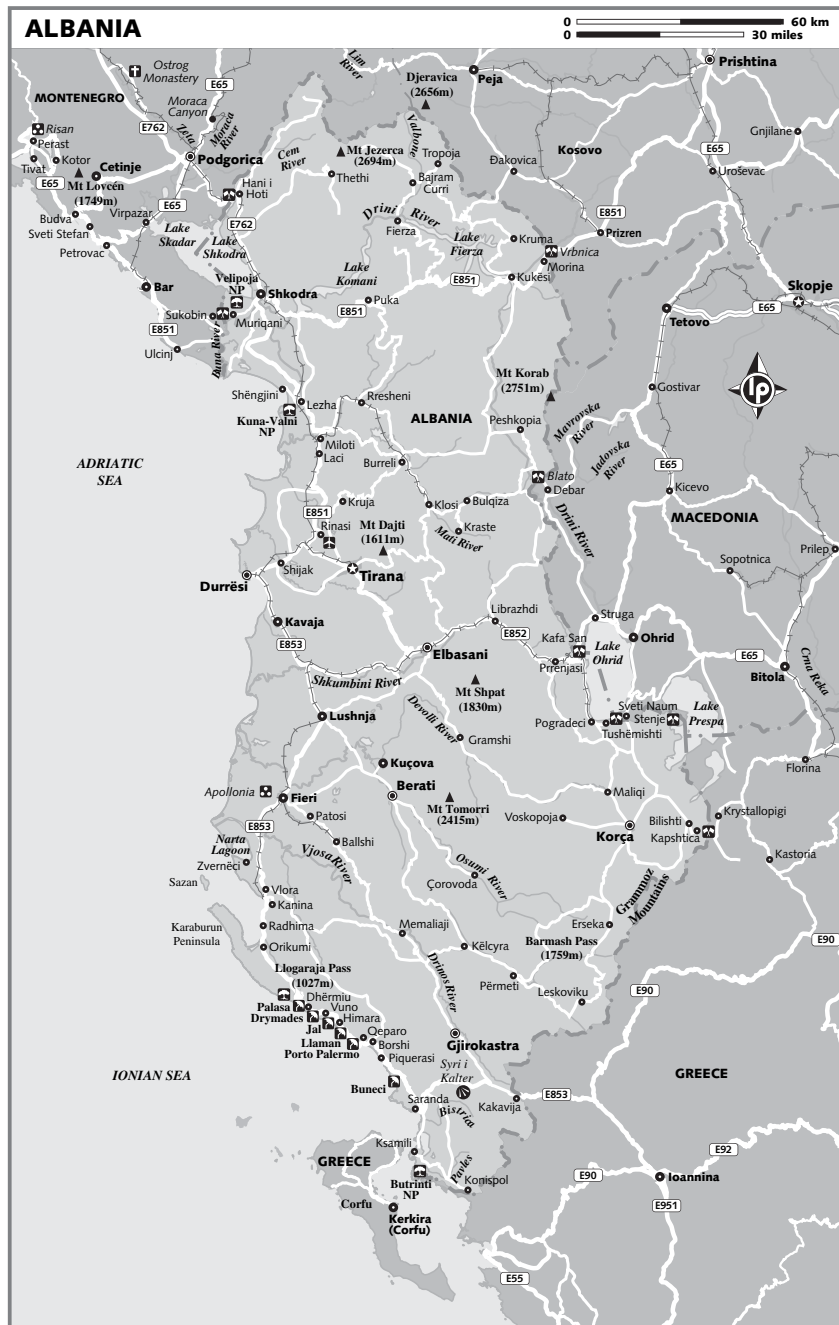 ALBANIA
0 60 km
0 30 miles
Ostrog
Monastery
E65
Lim
River
Djeravica
(2656m)
Peja
Prishtina
MONTENEGRO
Moraca
Canyon
E762
Zeta
Moraca
River
Valbone
E65
Gnjilane
Risan
Perast
Kotor
Tivat
Cetinje
E65
Mt Lovcén
(1749m)
Podgorica
Cem
River
Mt Jezerca
(2694m)
Thethi
Tropoja
Bajram
Curri
Đakovica
Kosovo
Uroševac
Hani i
Hoti
E65
E762
Budva
Sveti Stefan
Virpazar
Petrovac
Lake
Skadar
Lake
Shkodra
Drini
River
Fierza
Lake
Fierza
Kruma
Vrbnica
Morina
E851
Prizren
Lake
Komani
E851
Kukësi
Skopje
Velipoja
NP
Bar
Shkodra
Puka
E851
E65
Tetovo
Sukobin
Muriqani
E851
Ulcinj
Buna River
Mt Korab
(2751m)
lp
Gostivar
Shëngjini
Lezha
Rresheni
Kuna-Valni
NP
ALBANIA
Peshkopia
Mavrovska
River
Jadovska
River
Miloti
Laci
Burreli
ADRIATIC
SEA
E65
Blato
Debar
Kicevo
Kruja
Klosi
Bulqiza
E851
Rinasi
Mt Dajti
(1611m)
Kraste
Mati River
Drini River
MACEDONIA
Prilep
Sopotnica
Shijak
Durrësi
Tirana
Kavaja
Librazhdi
Struga
E852
Kafa San
Ohrid
E853
Elbasani
Prrenjasi
Lake
Ohrid
E65
Bitola
Crna Reka
Shkumbini River
Mt Shpat
(1830m)
Sveti Naum
Stenje
Lake
Prespa
Lushnja
Devolli River
Pogradeci
Tushëmishti
Gramshi
Florina
Kuçova
Berati
Apollonia
Fieri
Mt Tomorri
(2415m)
Maliqi
Krystallopigi
Patosi
Voskopoja
Korça
Bilishti
Kapshtica
E853
Ballshi
Narta
Lagoon
Zvernëci
Vjosa River
Osumi River
Kastoria
Sazan
Vlora
Kanina
Çorovoda
Grammoz
Mountains
Karaburun
Peninsula
Radhima
Orikumi
Memaliaji
Erseka
Barmash Pass
(1759m)
E90
Këlcyra
Llogaraja Pass
(1027m)
Drinos River
Përmeti
Leskoviku
E90
Palasa
Dhërmiu
Drymades
Vuno
Jal
Himara
Llaman
Qeparo
Porto Palermo
Borshi
Piquerasi
Gjirokastra
IONIAN SEA
Buneci
Syri i
Kalter
GREECE
Saranda
Bistrica
Kakavija
E853
Ksamili
GREECE
E92
Butrinti
NP
Pavles
Konispol
E90
Ioannina
Corfu
Kerkira
(Corfu)
E951
E55